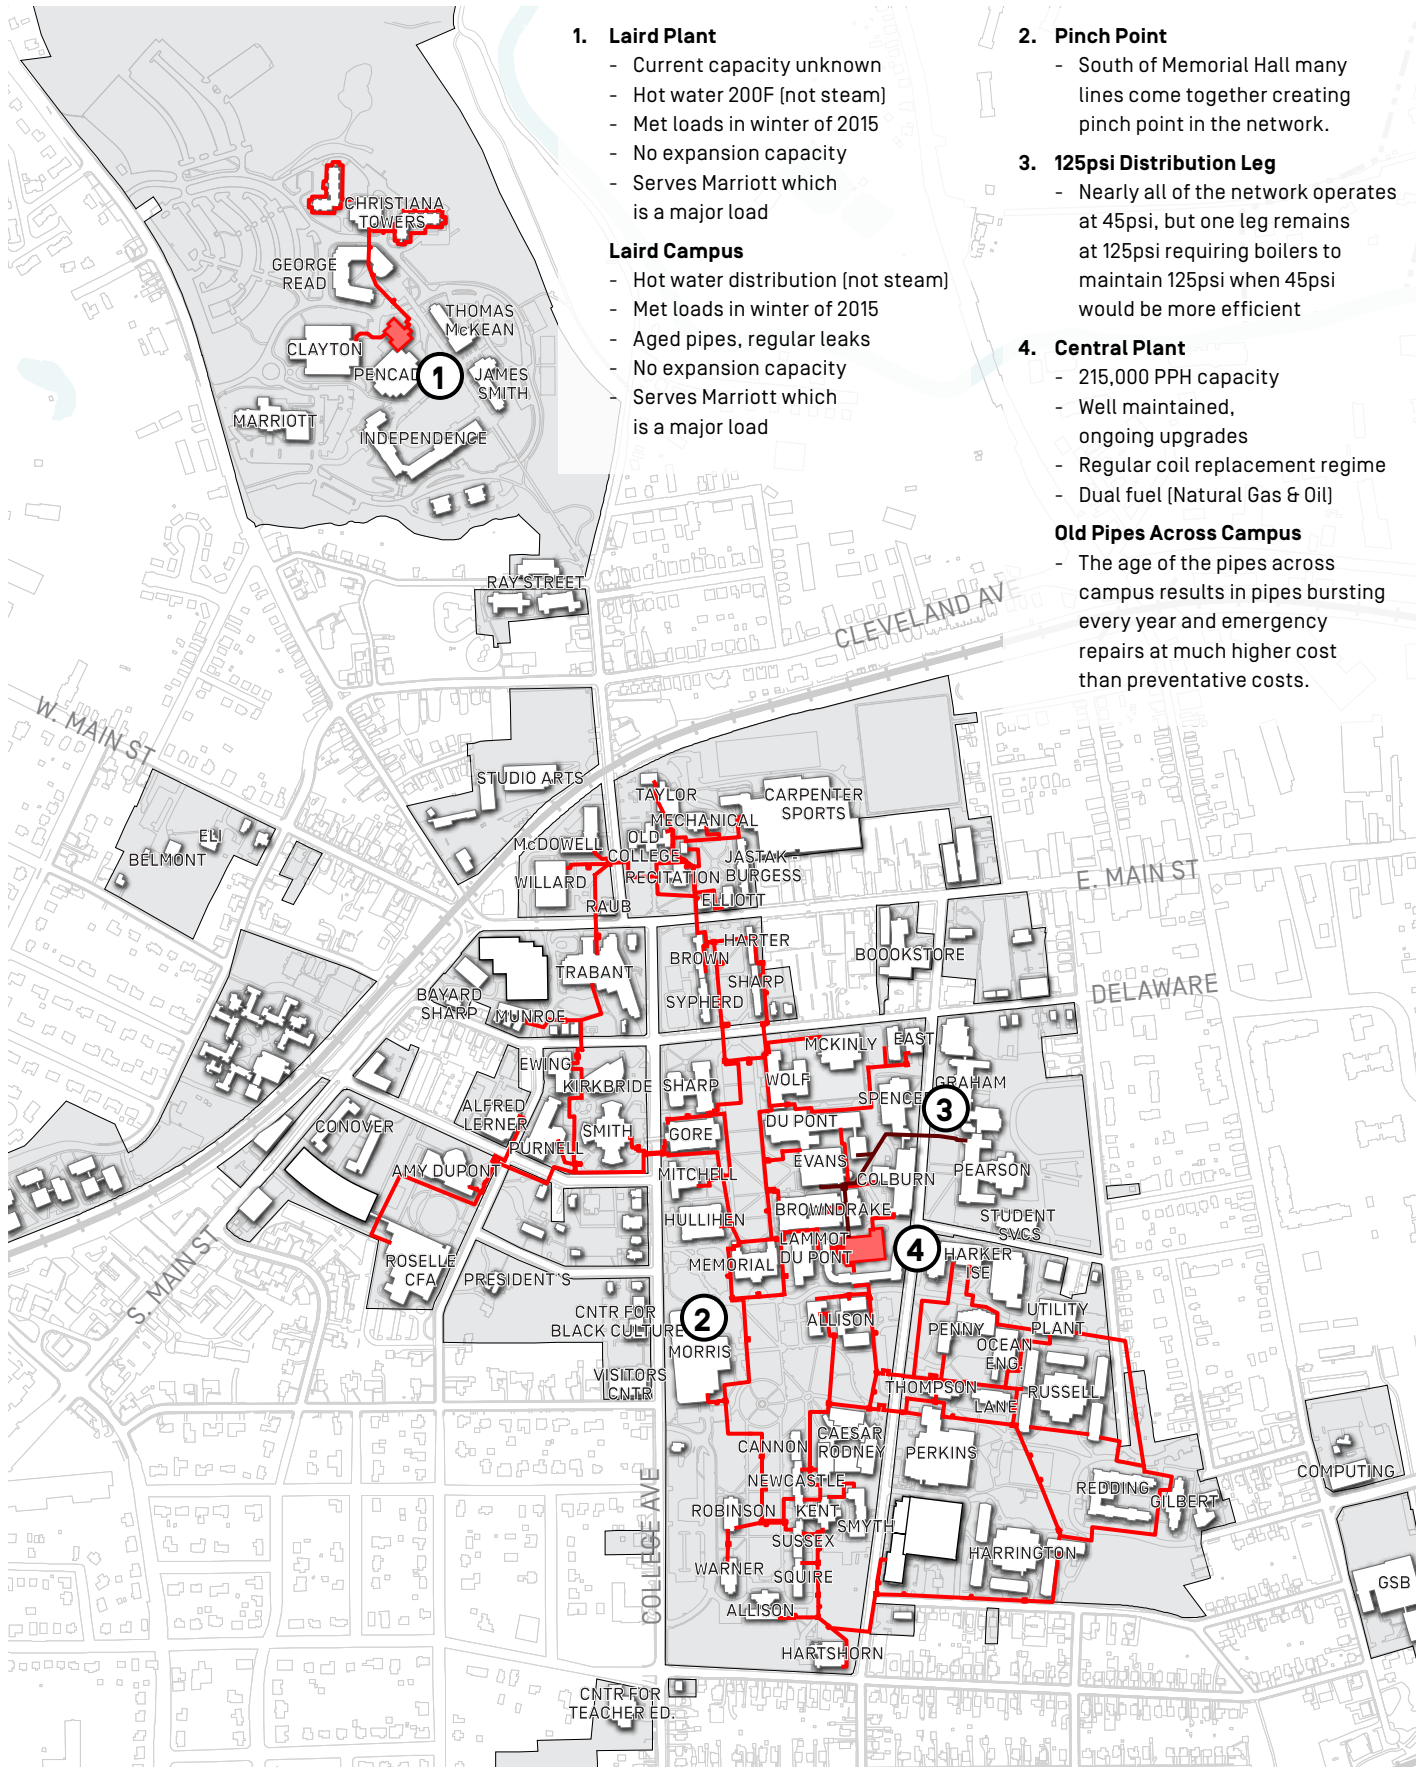 1. Laird Plant
- Current capacity unknown
- Hot water 200F (not steam)
- Met loads in winter of 2015
- No expansion capacity
- Serves Marriott which
is a major load
Laird Campus
- Hot water distribution (not steam)
- Met loads in winter of 2015
- Aged pipes, regular leaks
- No expansion capacity
- Serves Marriott which
is a major load
2. Pinch Point
- South of Memorial Hall many
lines come together creating
pinch point in the network.
3. 125psi Distribution Leg
- Nearly all of the network operates
at 45psi, but one leg remains
at 125psi requiring boilers to
maintain 125psi when 45psi
would be more efficient
4. Central Plant
- 215,000 PPH capacity
- Well maintained,
ongoing upgrades
- Regular coil replacement regime
- Dual fuel (Natural Gas & Oil)
Old Pipes Across Campus
- The age of the pipes across
campus results in pipes bursting
every year and emergency
repairs at much higher cost
than preventative costs.
CHRISTIANA
TOWERS
GEORGE
READ
THOMAS
McKEAN
CLAYTON
PENCAD
1
JAMES
SMITH
MARRIOTT
INDEPENDENCE
RAY STREET
CLEVELAND AV
W. MAIN ST
STUDIO ARTS
TAYLOR
CARPENTER
SPORTS
MECHANICAL
ELI
BELMONT
McDOWELL
OLD
COLLEGE
JASTAK -
BURGESS
WILLARD
RECITATION
E. MAIN ST
RAUB
ELLIOTT
HARTER
BROWN
BOOOKSTORE
TRABANT
SHARP
DELAWARE
BAYARD
SHARP
SYPHERD
MUNROE
MCKINLY
EAST
EWING
KIRKBRIDE
SHARP
WOLF
GRAHAM
SPENCE
3
ALFRED
LERNER
CONOVER
SMITH
GORE
DU PONT
PURNELL
EVANS
AMY DUPONT
MITCHELL
COLBURN
PEARSON
BROWN
DRAKE
HULLIHEN
STUDENT
SVCS
LAMMOT
DU PONT
4
S. MAIN ST
ROSELLE
CFA
PRESIDENT'S
MEMORIAL
HARKER
ISE
CNTR FOR
BLACK CULTURE
2
ALLISON
PENNY
UTILITY
PLANT
MORRIS
OCEAN
ENG.
VISITORS
CNTR
THOMPSON
RUSSELL
LANE
CANNON
CAESAR
RODNEY
PERKINS
COMPUTING
NEWCASTLE
REDDING
GILBERT
COLLEGE AVE
ROBINSON
KENT
SMYTH
SUSSEX
HARRINGTON
WARNER
SQUIRE
GSB
ALLISON
HARTSHORN
CNTR FOR
TEACHER ED.